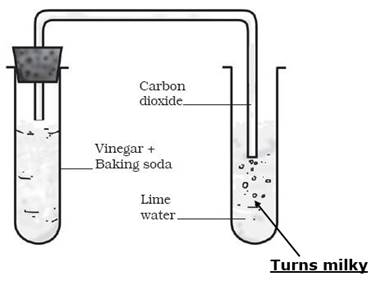 Carbon
dioxide
Vinegar +
Baking soda
Lime
water
Turns milky